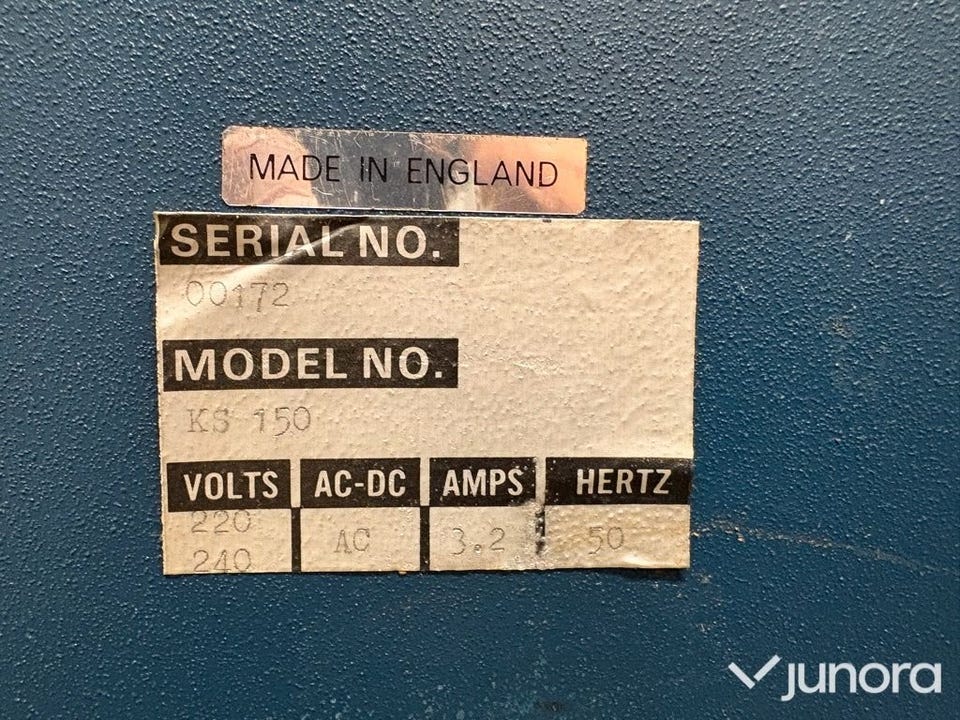 MADE IN ENGLAND
SERIAL NO.
00172
MODEL NO.
KS 150
VOLTS AC-DC AMPS HERTZ
220
240 AC 3.2 50
junora